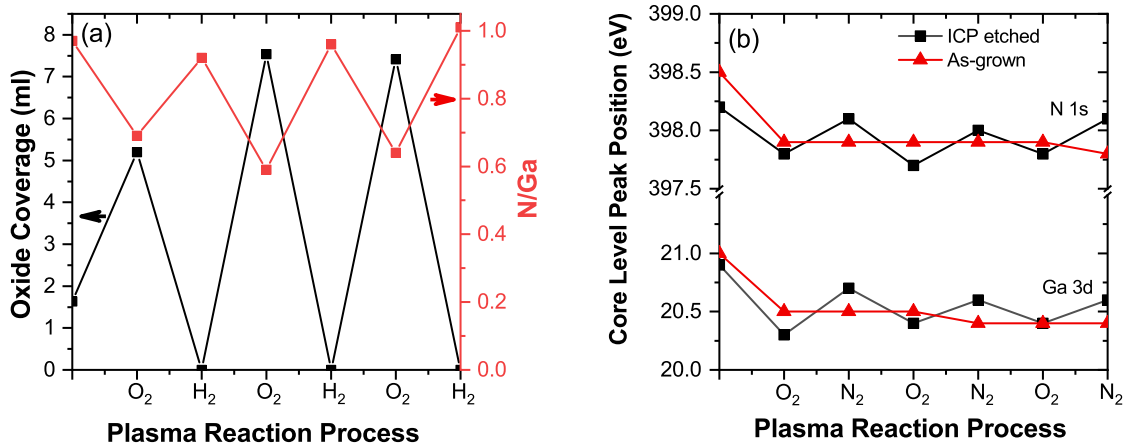 (a)
Oxide Coverage (ml)
8
7
6
5
4
3
2
1
0
N/Ga
1.0
0.8
0.6
0.4
0.2
0.0
O₂ H₂ O₂ H₂ O₂ H₂
Plasma Reaction Process
(b)
Core Level Peak Position (eV)
399.0
398.5
398.0
397.5
21.0
20.5
20.0
ICP etched
As-grown
N 1s
Ga 3d
O₂ N₂ O₂ N₂ O₂ N₂
Plasma Reaction Process